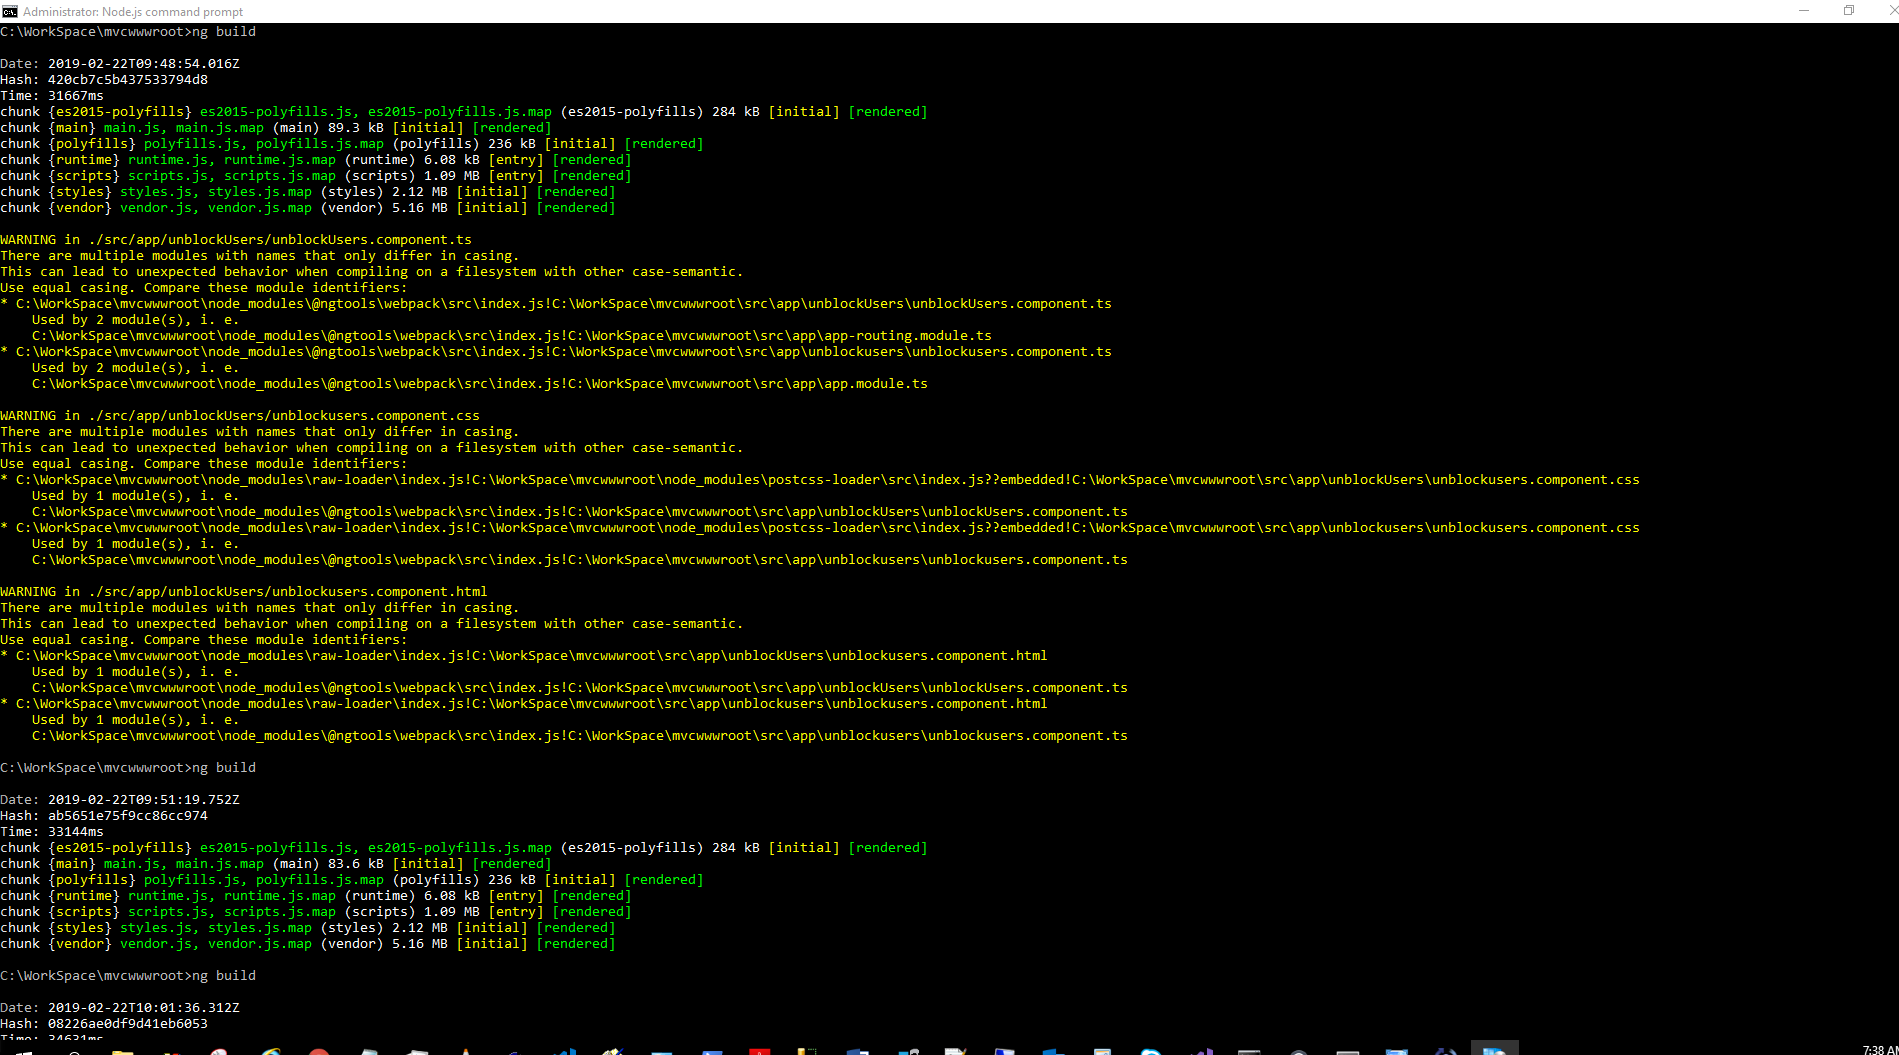 Administrator: Node.js command prompt
C:\WorkSpace\mvcwwwroot>ng build
Date: 2019-02-22T09:48:54.016Z
Hash: 420cb7c5b437533794d8
Time: 31667ms
chunk {es2015-polyfills} es2015-polyfills.js, es2015-polyfills.js.map (es2015-polyfills) 284 kB [initial] [rendered]
chunk {main} main.js, main.js.map (main) 89.3 kB [initial] [rendered]
chunk {polyfills} polyfills.js, polyfills.js.map (polyfills) 236 kB [initial] [rendered]
chunk {runtime} runtime.js, runtime.js.map (runtime) 6.08 kB [entry] [rendered]
chunk {scripts} scripts.js, scripts.js.map (scripts) 1.09 MB [entry] [rendered]
chunk {styles} styles.js, styles.js.map (styles) 2.12 MB [initial] [rendered]
chunk {vendor} vendor.js, vendor.js.map (vendor) 5.16 MB [initial] [rendered]
WARNING in ./src/app/unblockUsers/unblockUsers.component.ts
There are multiple modules with names that only differ in casing.
This can lead to unexpected behavior when compiling on a filesystem with other case-semantic.
Use equal casing. Compare these module identifiers:
* C:\WorkSpace\mvcwwwroot\node_modules\@ngtools\webpack\src\index.js!C:\WorkSpace\mvcwwwroot\src\app\unblockUsers\unblockUsers.component.ts
Used by 2 module(s), i. e.
C:\WorkSpace\mvcwwwroot\node_modules\@ngtools\webpack\src\index.js!C:\WorkSpace\mvcwwwroot\src\app\app-routing.module.ts
* C:\WorkSpace\mvcwwwroot\node_modules\@ngtools\webpack\src\index.js!C:\WorkSpace\mvcwwwroot\src\app\unblockusers\unblockusers.component.ts
Used by 2 module(s), i. e.
C:\WorkSpace\mvcwwwroot\node_modules\@ngtools\webpack\src\index.js!C:\WorkSpace\mvcwwwroot\src\app\app.module.ts
WARNING in ./src/app/unblockUsers/unblockusers.component.css
There are multiple modules with names that only differ in casing.
This can lead to unexpected behavior when compiling on a filesystem with other case-semantic.
Use equal casing. Compare these module identifiers:
* C:\WorkSpace\mvcwwwroot\node_modules\raw-loader\index.js!C:\WorkSpace\mvcwwwroot\node_modules\postcss-loader\src\index.js??embedded!C:\WorkSpace\mvcwwwroot\src\app\unblockUsers\unblockusers.component.css
Used by 1 module(s), i. e.
C:\WorkSpace\mvcwwwroot\node_modules\@ngtools\webpack\src\index.js!C:\WorkSpace\mvcwwwroot\src\app\unblockUsers\unblockUsers.component.ts
* C:\WorkSpace\mvcwwwroot\node_modules\raw-loader\index.js!C:\WorkSpace\mvcwwwroot\node_modules\postcss-loader\src\index.js??embedded!C:\WorkSpace\mvcwwwroot\src\app\unblockusers\unblockusers.component.css
Used by 1 module(s), i. e.
C:\WorkSpace\mvcwwwroot\node_modules\@ngtools\webpack\src\index.js!C:\WorkSpace\mvcwwwroot\src\app\unblockusers\unblockusers.component.ts
WARNING in ./src/app/unblockUsers/unblockusers.component.html
There are multiple modules with names that only differ in casing.
This can lead to unexpected behavior when compiling on a filesystem with other case-semantic.
Use equal casing. Compare these module identifiers:
* C:\WorkSpace\mvcwwwroot\node_modules\raw-loader\index.js!C:\WorkSpace\mvcwwwroot\src\app\unblockUsers\unblockusers.component.html
Used by 1 module(s), i. e.
C:\WorkSpace\mvcwwwroot\node_modules\@ngtools\webpack\src\index.js!C:\WorkSpace\mvcwwwroot\src\app\unblockUsers\unblockUsers.component.ts
* C:\WorkSpace\mvcwwwroot\node_modules\raw-loader\index.js!C:\WorkSpace\mvcwwwroot\src\app\unblockusers\unblockusers.component.html
Used by 1 module(s), i. e.
C:\WorkSpace\mvcwwwroot\node_modules\@ngtools\webpack\src\index.js!C:\WorkSpace\mvcwwwroot\src\app\unblockusers\unblockusers.component.ts
C:\WorkSpace\mvcwwwroot>ng build
Date: 2019-02-22T09:51:19.752Z
Hash: ab5651e75f9cc86cc974
Time: 33144ms
chunk {es2015-polyfills} es2015-polyfills.js, es2015-polyfills.js.map (es2015-polyfills) 284 kB [initial] [rendered]
chunk {main} main.js, main.js.map (main) 83.6 kB [initial] [rendered]
chunk {polyfills} polyfills.js, polyfills.js.map (polyfills) 236 kB [initial] [rendered]
chunk {runtime} runtime.js, runtime.js.map (runtime) 6.08 kB [entry] [rendered]
chunk {scripts} scripts.js, scripts.js.map (scripts) 1.09 MB [entry] [rendered]
chunk {styles} styles.js, styles.js.map (styles) 2.12 MB [initial] [rendered]
chunk {vendor} vendor.js, vendor.js.map (vendor) 5.16 MB [initial] [rendered]
C:\WorkSpace\mvcwwwroot>ng build
Date: 2019-02-22T10:01:36.312Z
Hash: 08226ae0df9d41eb6053
Time: 34631ms
7:38 AM